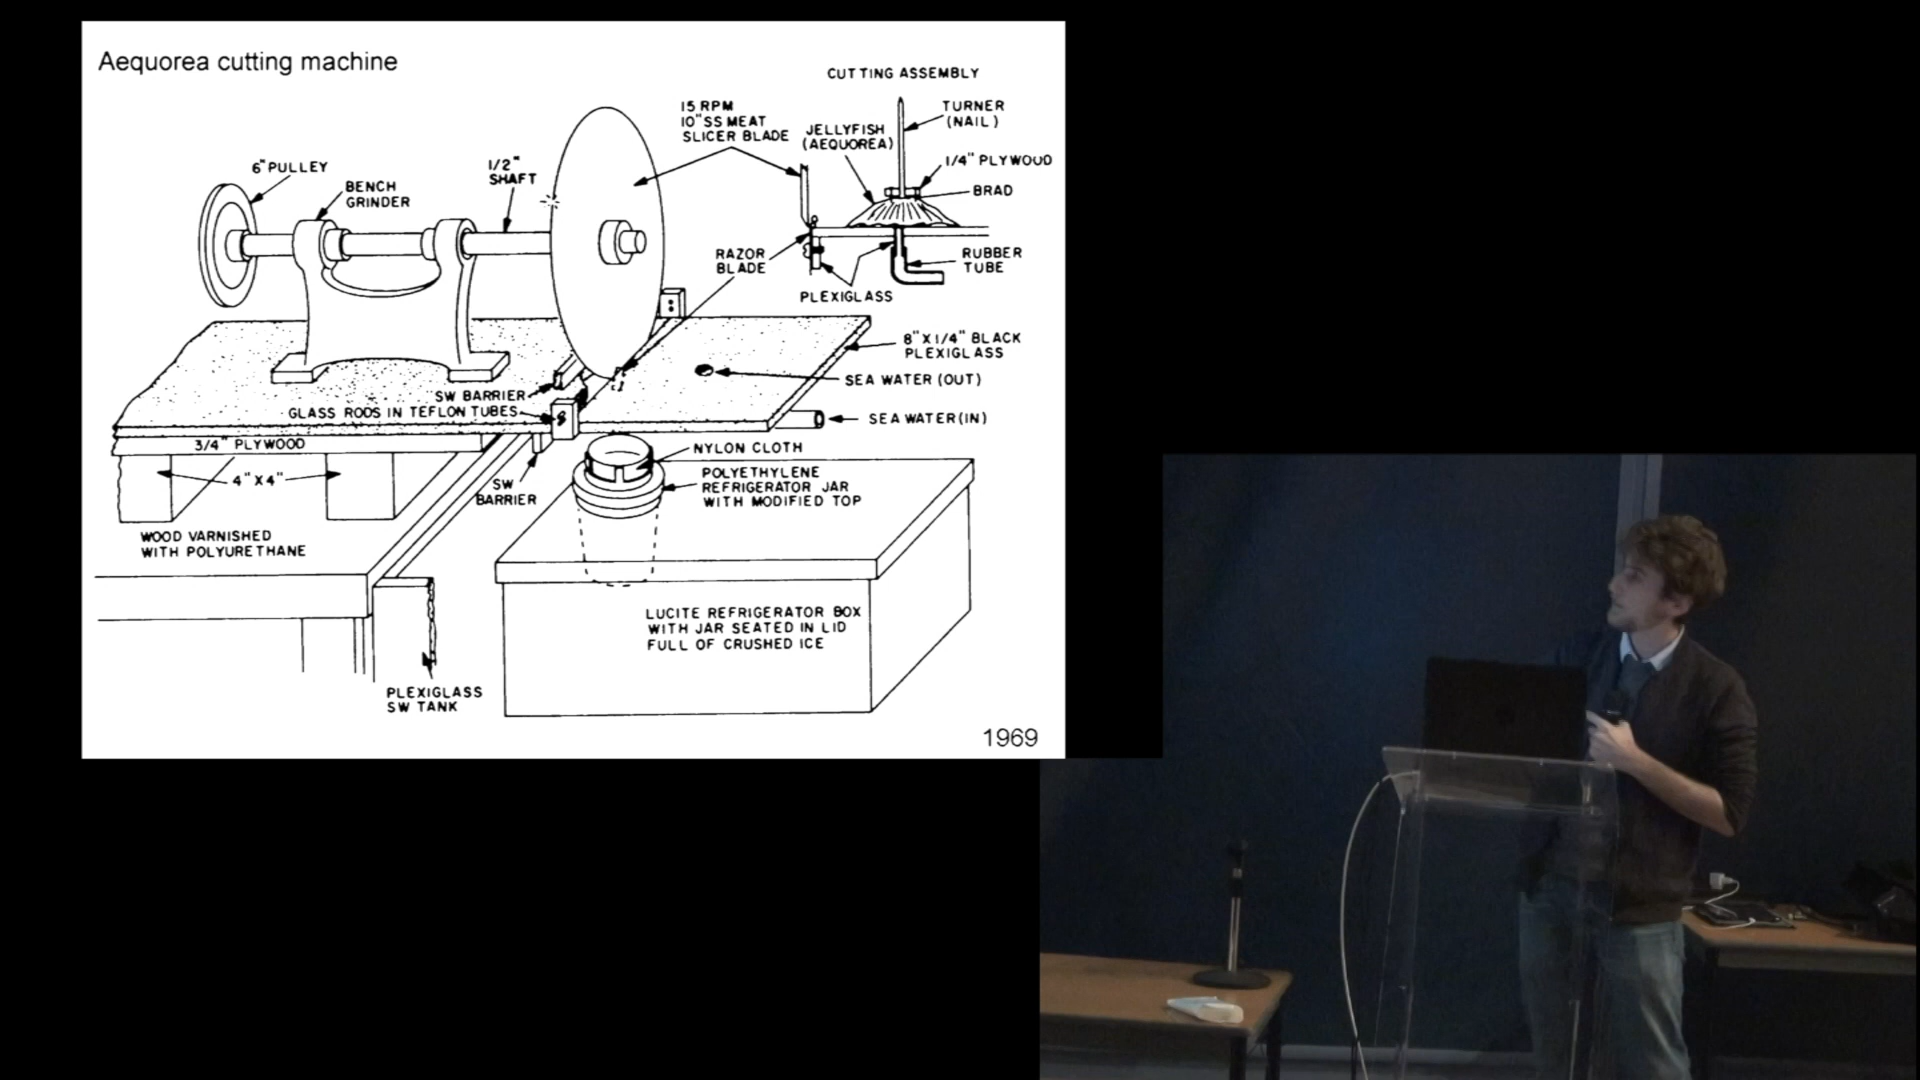 Aequorea cutting machine
CUTTING ASSEMBLY
15 RPM
10" SS MEAT
SLICER BLADE
TURNER
(NAIL)
JELLYFISH
(AEQUOREA)
1/4" PLYWOOD
BRAD
6" PULLEY
BENCH
GRINDER
1/2"
SHAFT
RAZOR
BLADE
RUBBER
TUBE
PLEXIGLASS
8" X 1/4" BLACK
PLEXIGLASS
SEA WATER (OUT)
SW BARRIER
GLASS RODS IN TEFLON TUBES
SEA WATER (IN)
3/4" PLYWOOD
4" X 4"
NYLON CLOTH
SW
BARRIER
POLYETHYLENE
REFRIGERATOR JAR
WITH MODIFIED TOP
WOOD VARNISHED
WITH POLYURETHANE
LUCITE REFRIGERATOR BOX
WITH JAR SEATED IN LID
FULL OF CRUSHED ICE
PLEXIGLASS
SW TANK
1969